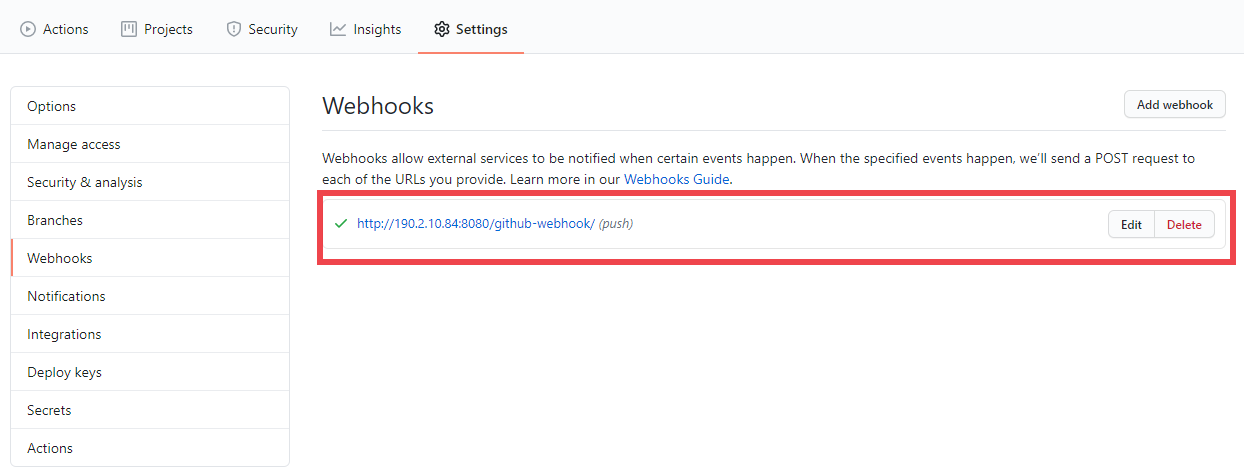 Actions Projects Security Insights Settings
Options
Manage access
Security & analysis
Branches
Webhooks
Notifications
Integrations
Deploy keys
Secrets
Actions
Webhooks Add webhook
Webhooks allow external services to be notified when certain events happen. When the specified events happen, we'll send a POST request to
each of the URLs you provide. Learn more in our Webhooks Guide.
http://190.2.10.84:8080/github-webhook/ (push) Edit Delete